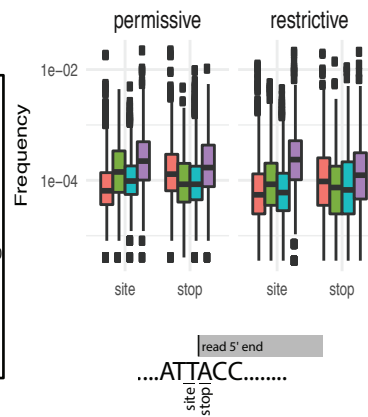 permissive restrictive
1e−02
1e−04
Frequency
site stop site stop
read 5' end
....ATTACC........
site
stop